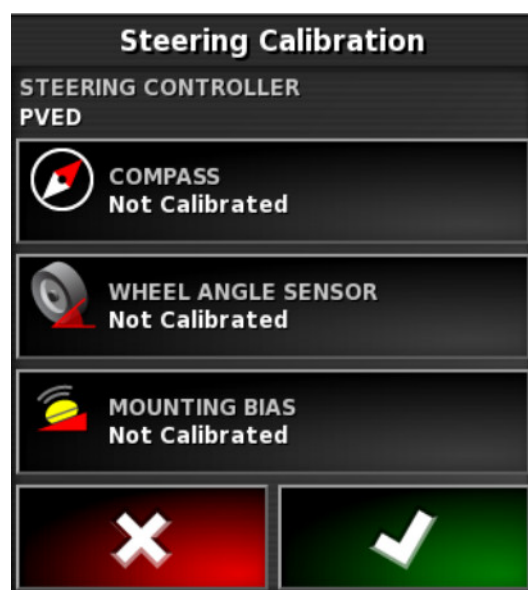 Steering Calibration
STEERING CONTROLLER
PVED
COMPASS
Not Calibrated
WHEEL ANGLE SENSOR
Not Calibrated
MOUNTING BIAS
Not Calibrated